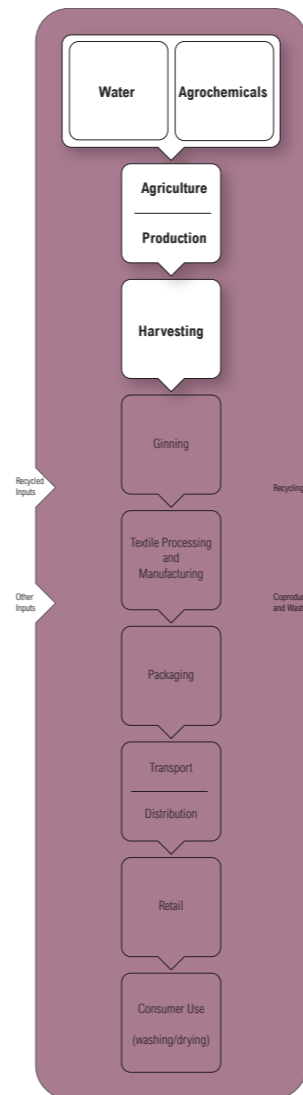 Water
Agrochemicals
Agriculture
Production
Harvesting
Ginning
Recycled
Inputs
Recycling
Textile Processing
and
Manufacturing
Other
Inputs
and
Packaging
Transport
Distribution
Retail
Consumer Use
(washing/drying)